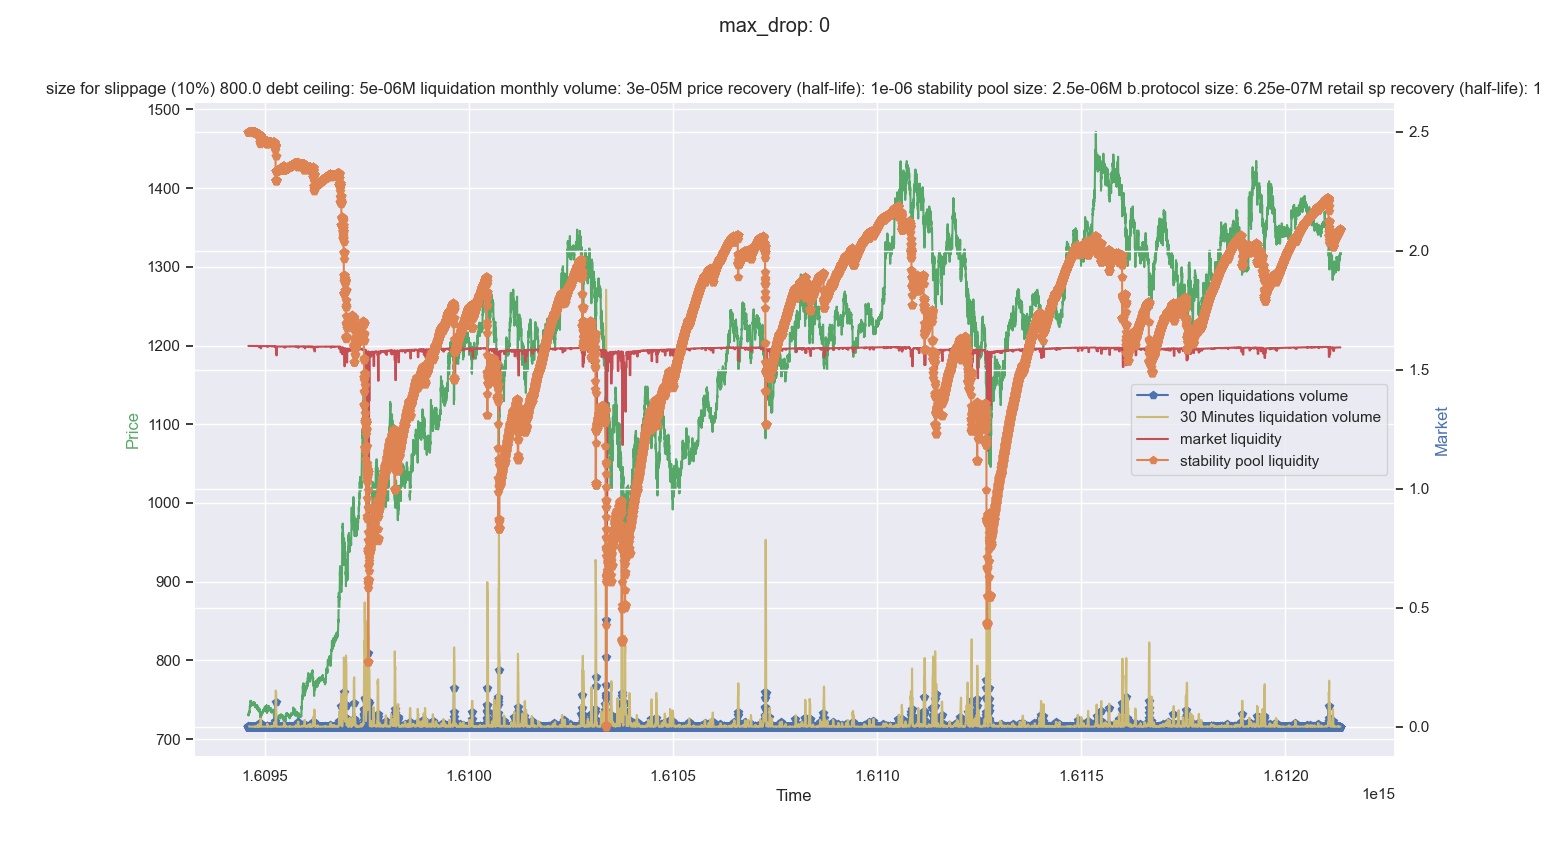 max_drop: 0
size for slippage (10%) 800.0 debt ceiling: 5e-06M liquidation monthly volume: 3e-05M price recovery (half-life): 1e-06 stability pool size: 2.5e-06M b.protocol size: 6.25e-07M retail sp recovery (half-life): 1
1500
1400
1300
1200
1100
1000
900
800
700
Price
2.5
2.0
1.5
1.0
0.5
0.0
Market
open liquidations volume
30 Minutes liquidation volume
market liquidity
stability pool liquidity
1.6095 1.6100 1.6105 1.6110 1.6115 1.6120
Time
1e15